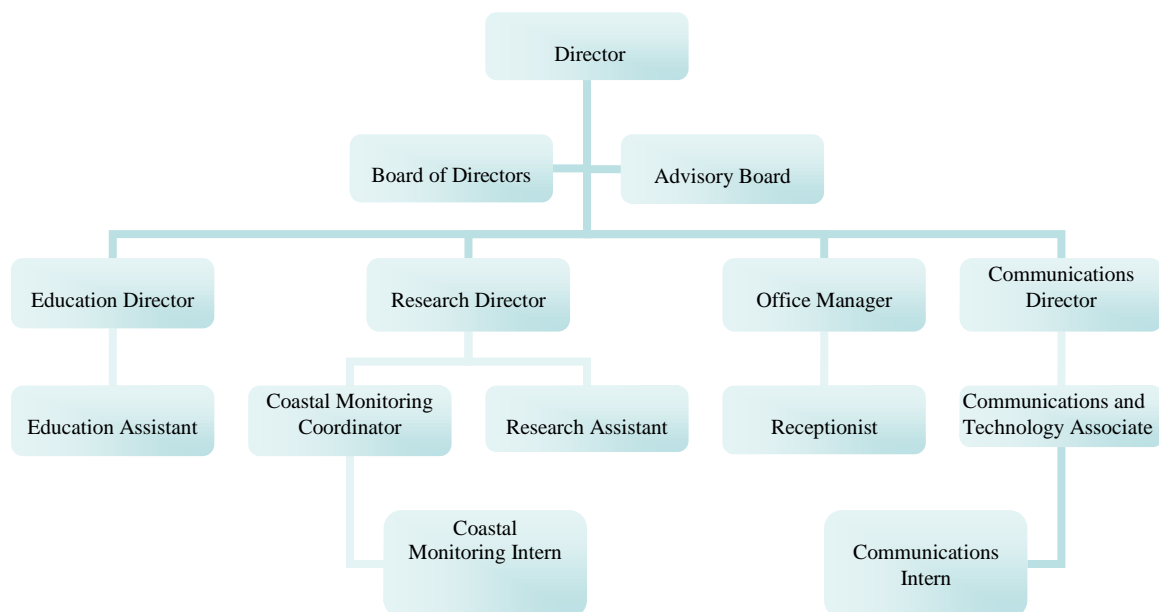 Director
Board of Directors
Advisory Board
Education Director
Research Director
Office Manager
Communications
Director
Education Assistant
Coastal Monitoring
Coordinator
Research Assistant
Receptionist
Communications and
Technology Associate
Coastal
Monitoring Intern
Communications
Intern